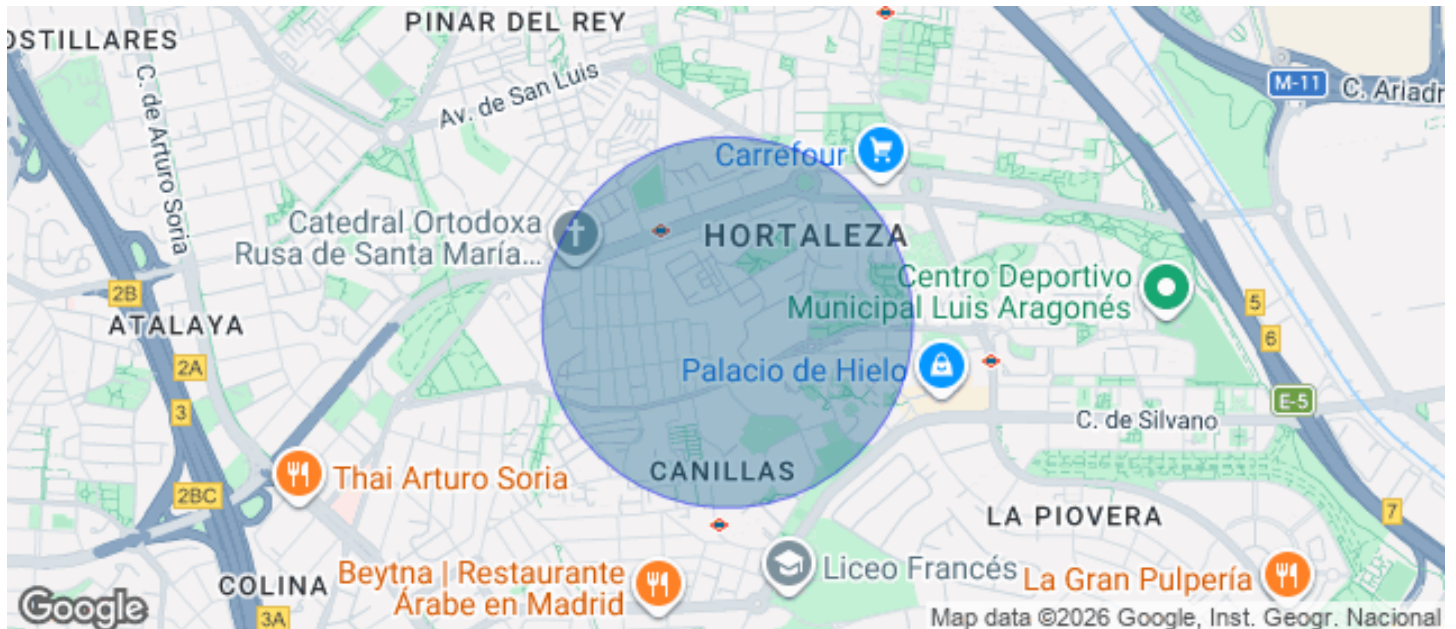 PINAR DEL REY
OSTILLARES
C. de Arturo Soria
Av. de San Luis
M-11
C. Ariadn
Carrefour
Catedral Ortodoxa
Rusa de Santa María...
HORTALEZA
Centro Deportivo
Municipal Luis Aragonés
2B
ATALAYA
5
6
2A
Palacio de Hielo
3
E-5
C. de Silvano
CANILLAS
Thai Arturo Soria
2BC
LA PIOVERA
7
COLINA
Beytna | Restaurante
Árabe en Madrid
Liceo Francés
La Gran Pulpería
Google
3A
Map data ©2026 Google, Inst. Geogr. Nacional